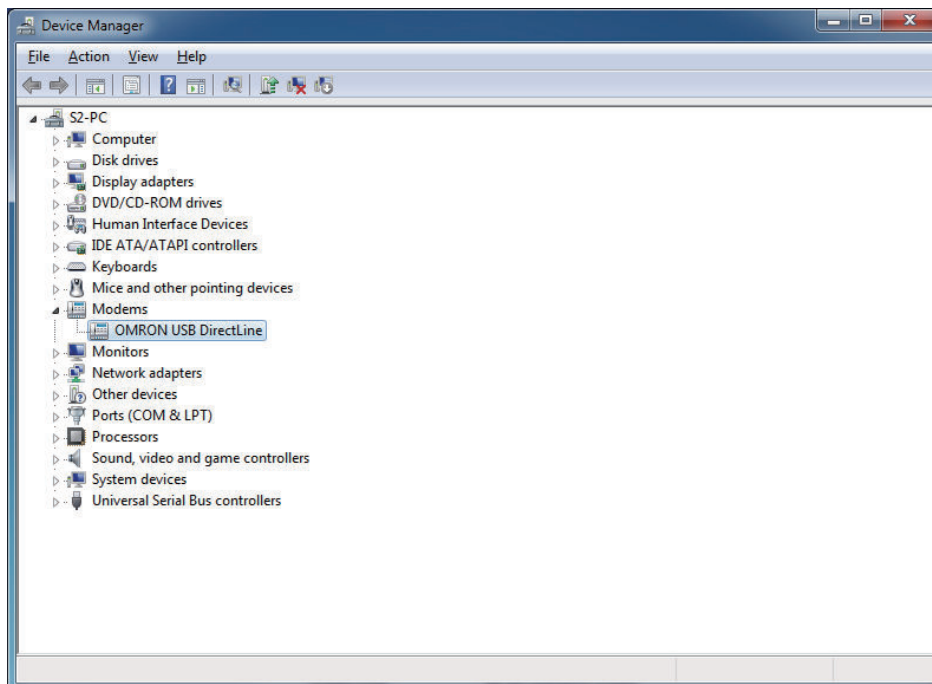 Device Manager
File Action View Help
S2-PC
Computer
Disk drives
Display adapters
DVD/CD-ROM drives
Human Interface Devices
IDE ATA/ATAPI controllers
Keyboards
Mice and other pointing devices
Modems
OMRON USB DirectLine
Monitors
Network adapters
Other devices
Ports (COM & LPT)
Processors
Sound, video and game controllers
System devices
Universal Serial Bus controllers